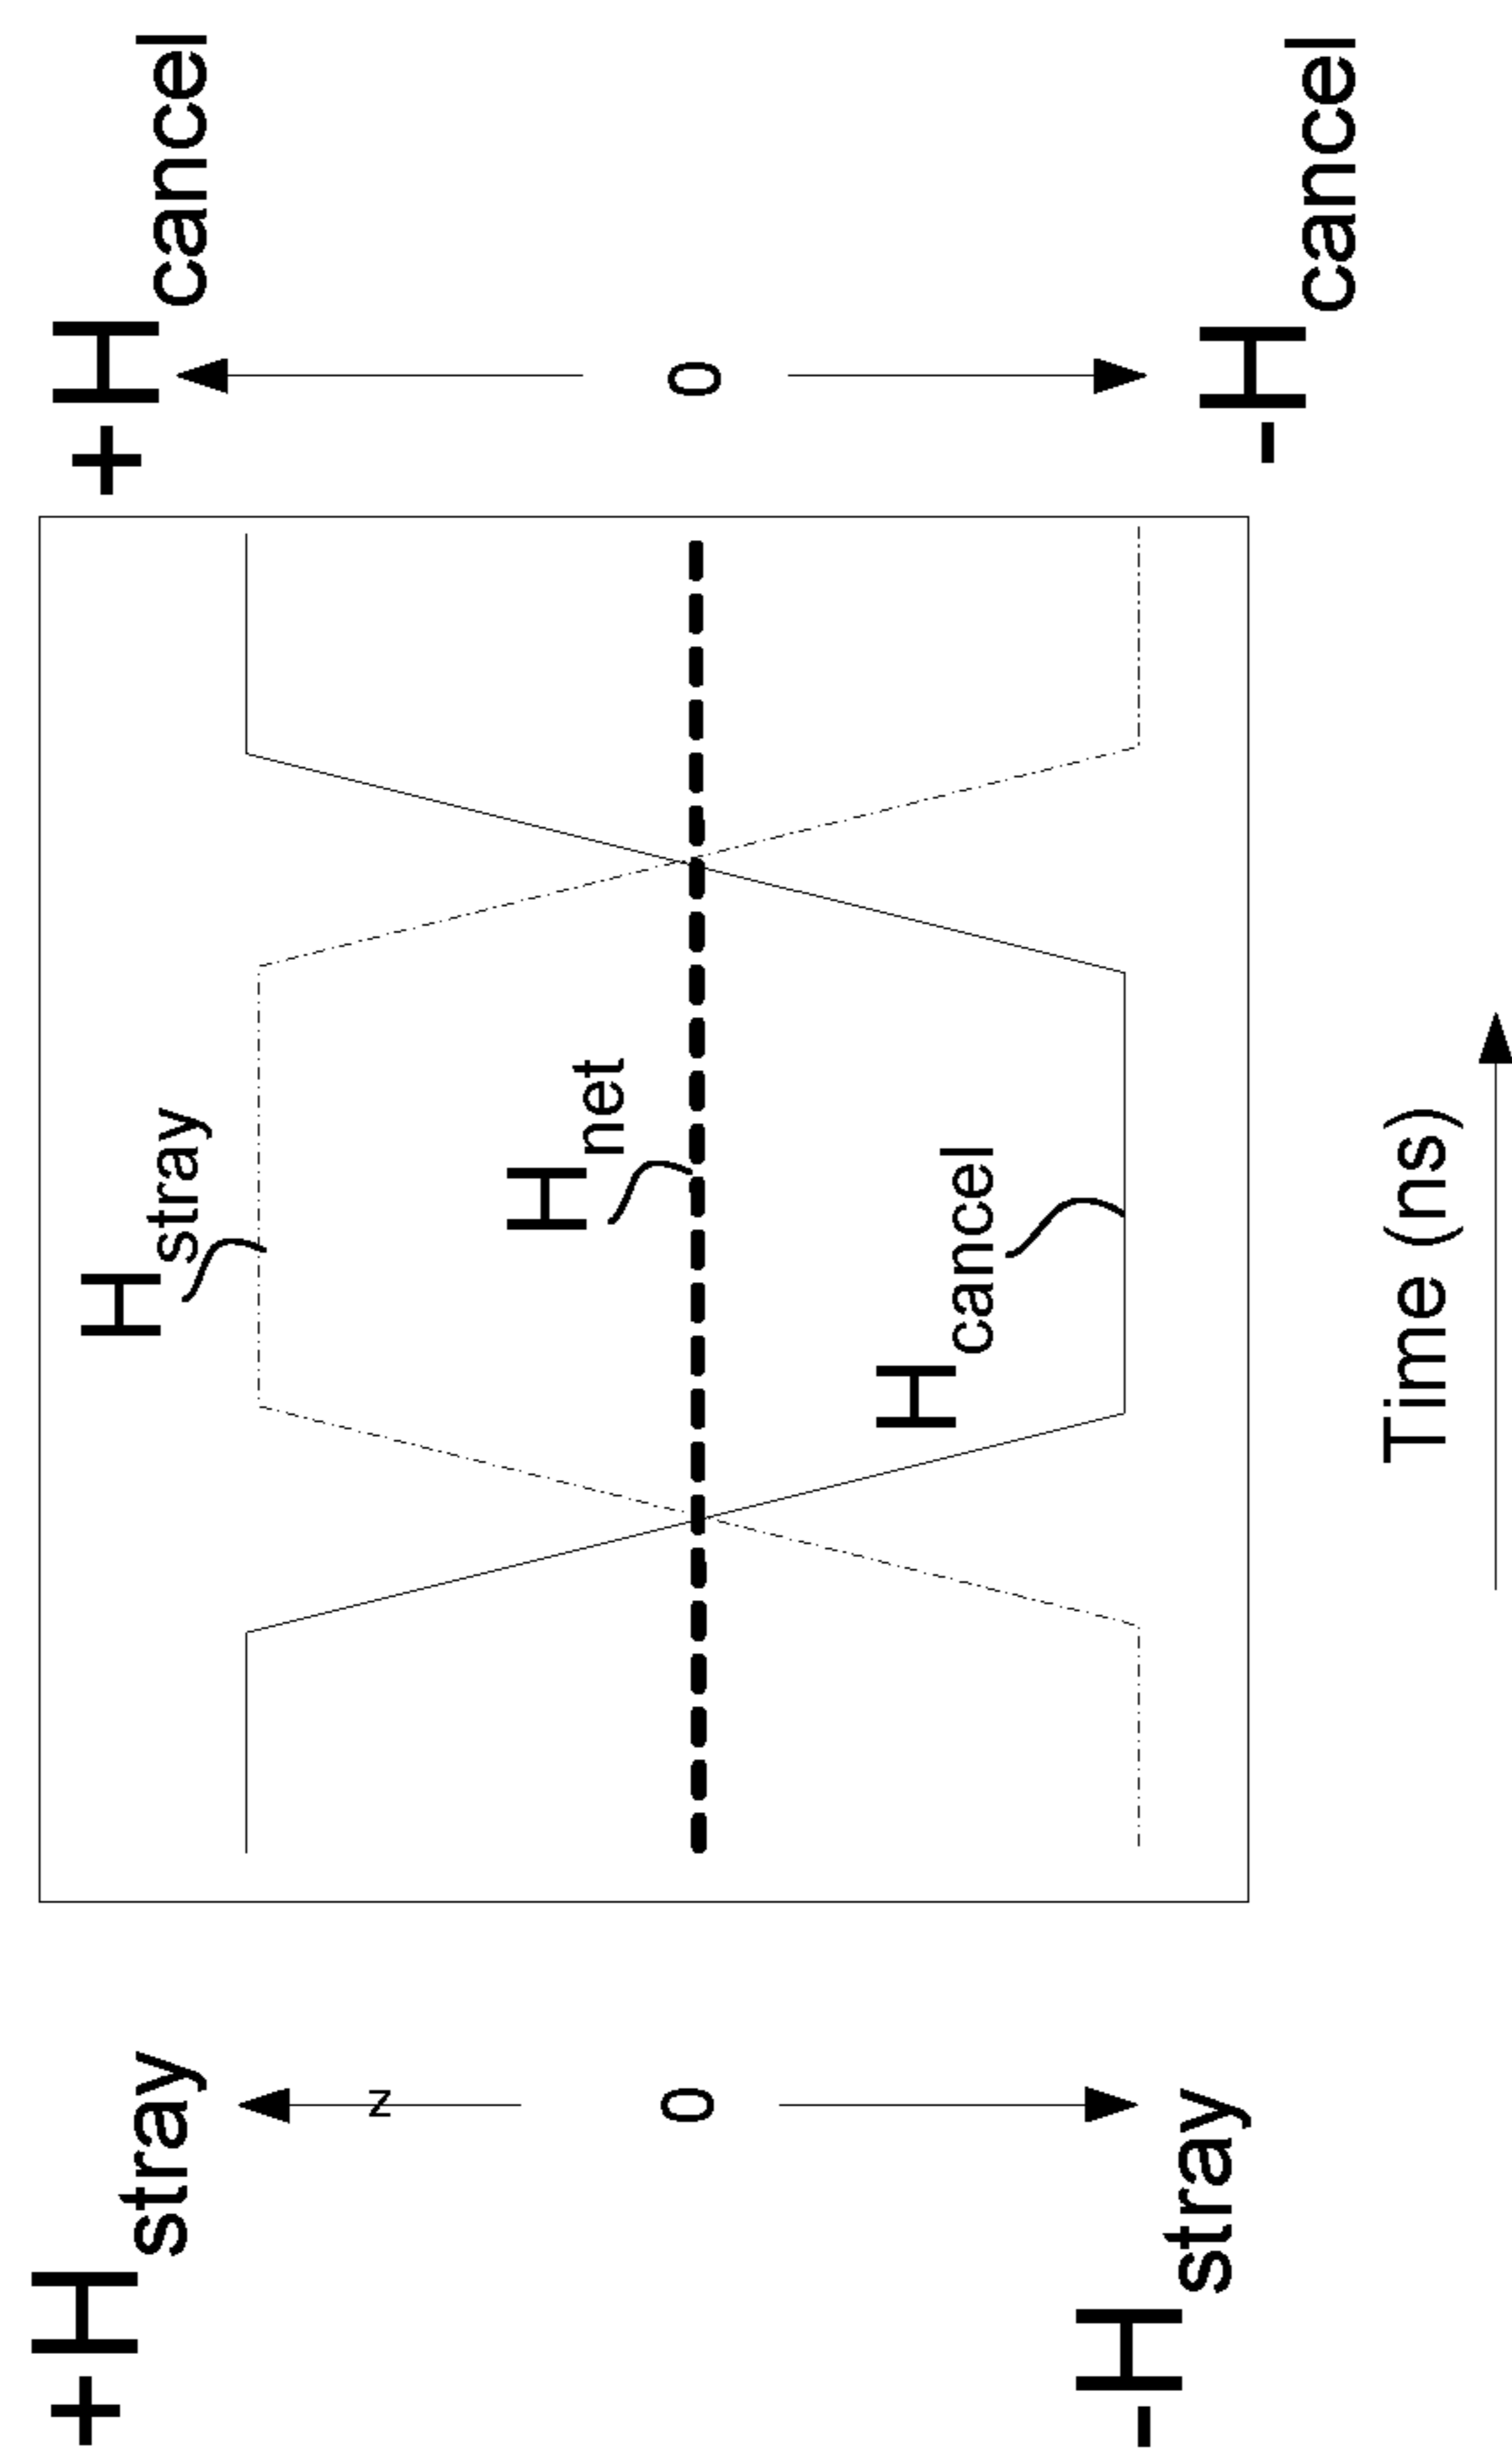 +Hstray
z
0
-Hstray
Hstray
Hnet
Hcancel
+Hcancel
0
-Hcancel
Time (ns)